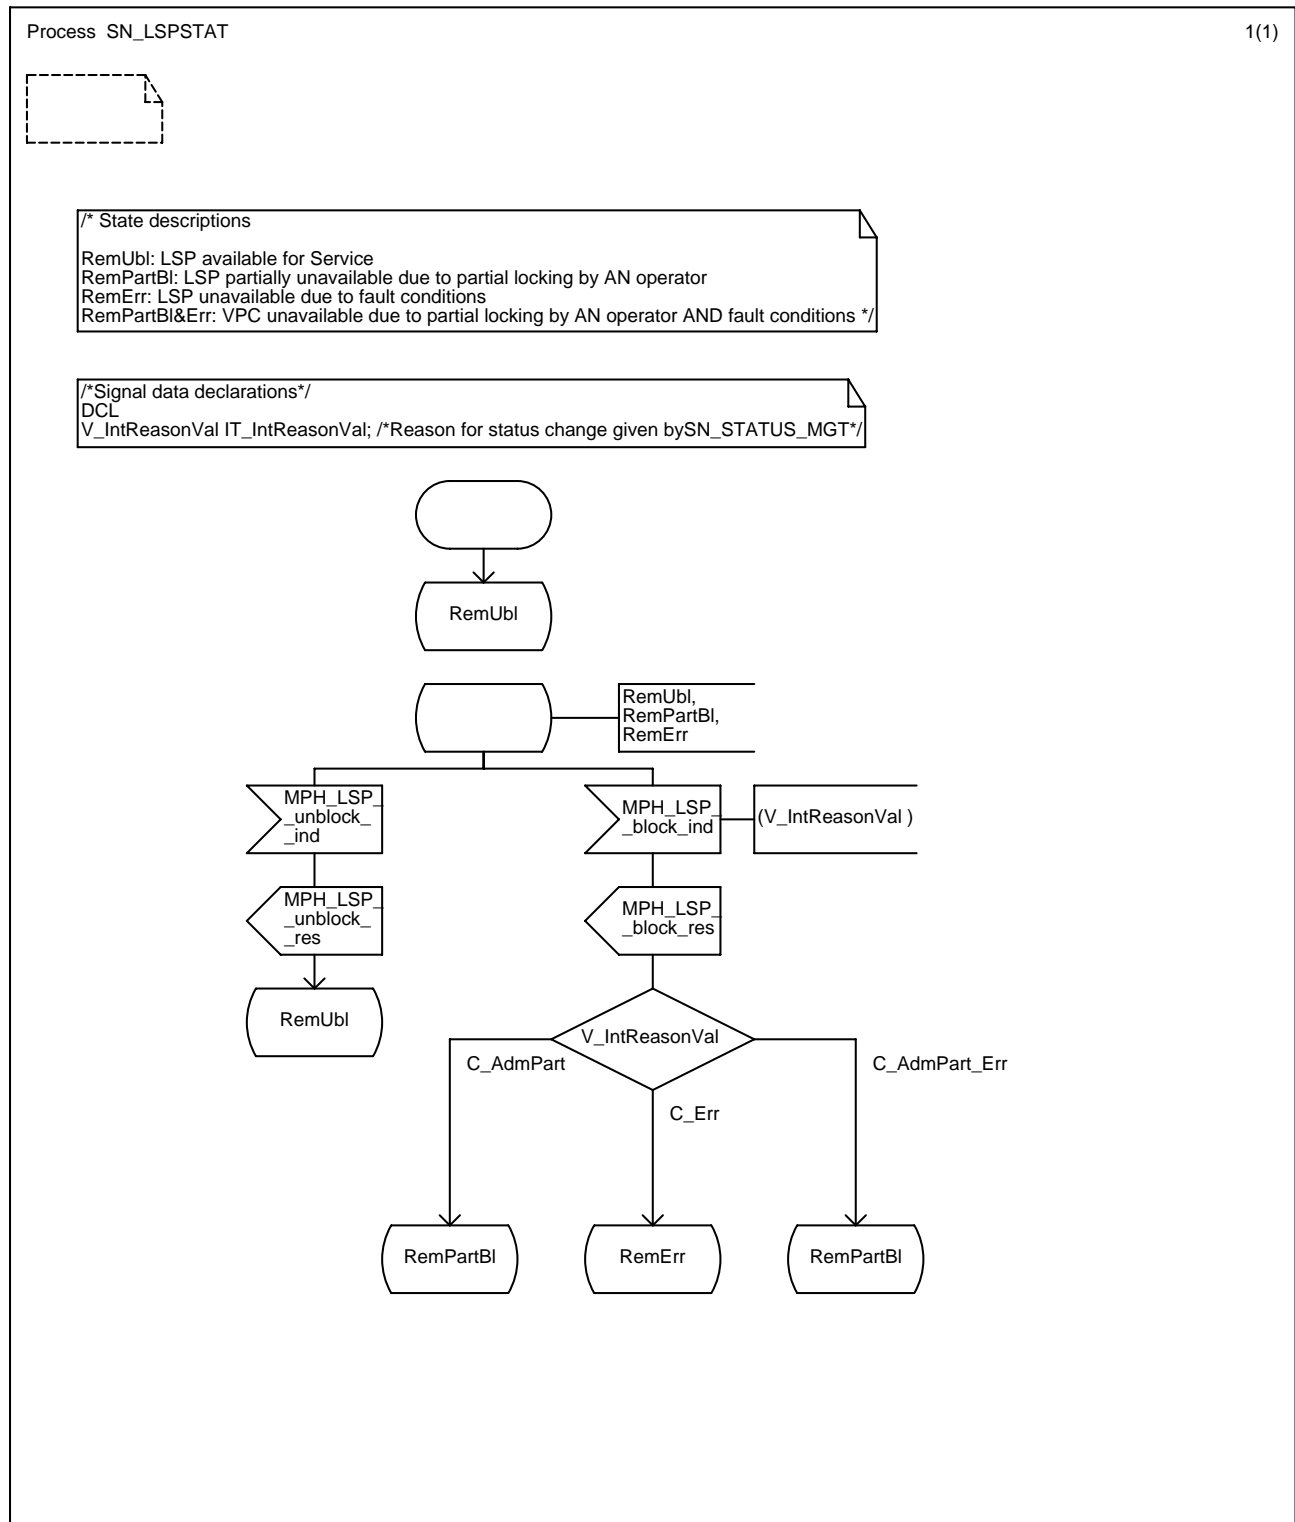 Process SN_LSPSTAT
1(1)
/* State descriptions
RemUbl: LSP available for Service
RemPartBl: LSP partially unavailable due to partial locking by AN operator
RemErr: LSP unavailable due to fault conditions
RemPartBl&Err: VPC unavailable due to partial locking by AN operator AND fault conditions */
/*Signal data declarations*/
DCL
V_IntReasonVal IT_IntReasonVal; /*Reason for status change given bySN_STATUS_MGT*/
RemUbl
RemUbl,
RemPartBl,
RemErr
MPH_LSP_
_unblock_
_ind
MPH_LSP_
_block_ind
(V_IntReasonVal )
MPH_LSP_
_unblock_
_res
MPH_LSP_
_block_res
RemUbl
V_IntReasonVal
C_AdmPart
C_AdmPart_Err
C_Err
RemPartBl
RemErr
RemPartBl